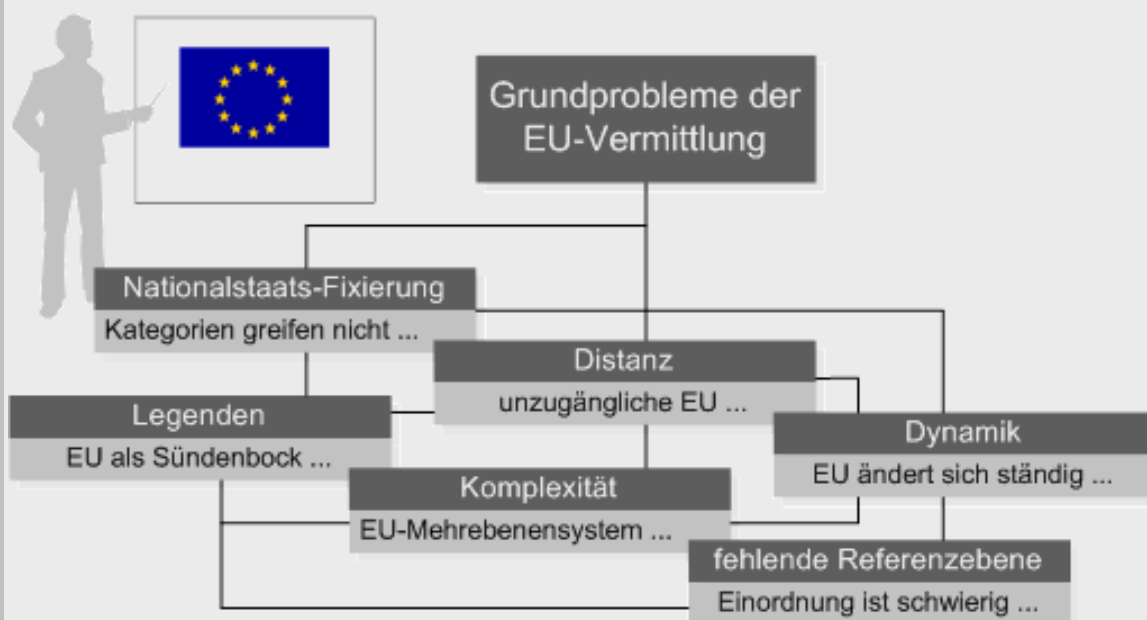 Grundprobleme der
EU-Vermittlung
Nationalstaats-Fixierung
Kategorien greifen nicht ...
Distanz
unzugängliche EU ...
Legenden
EU als Sündenbock ...
Dynamik
EU ändert sich ständig ...
Komplexität
EU-Mehrebenensystem ...
fehlende Referenzebene
Einordnung ist schwierig ...